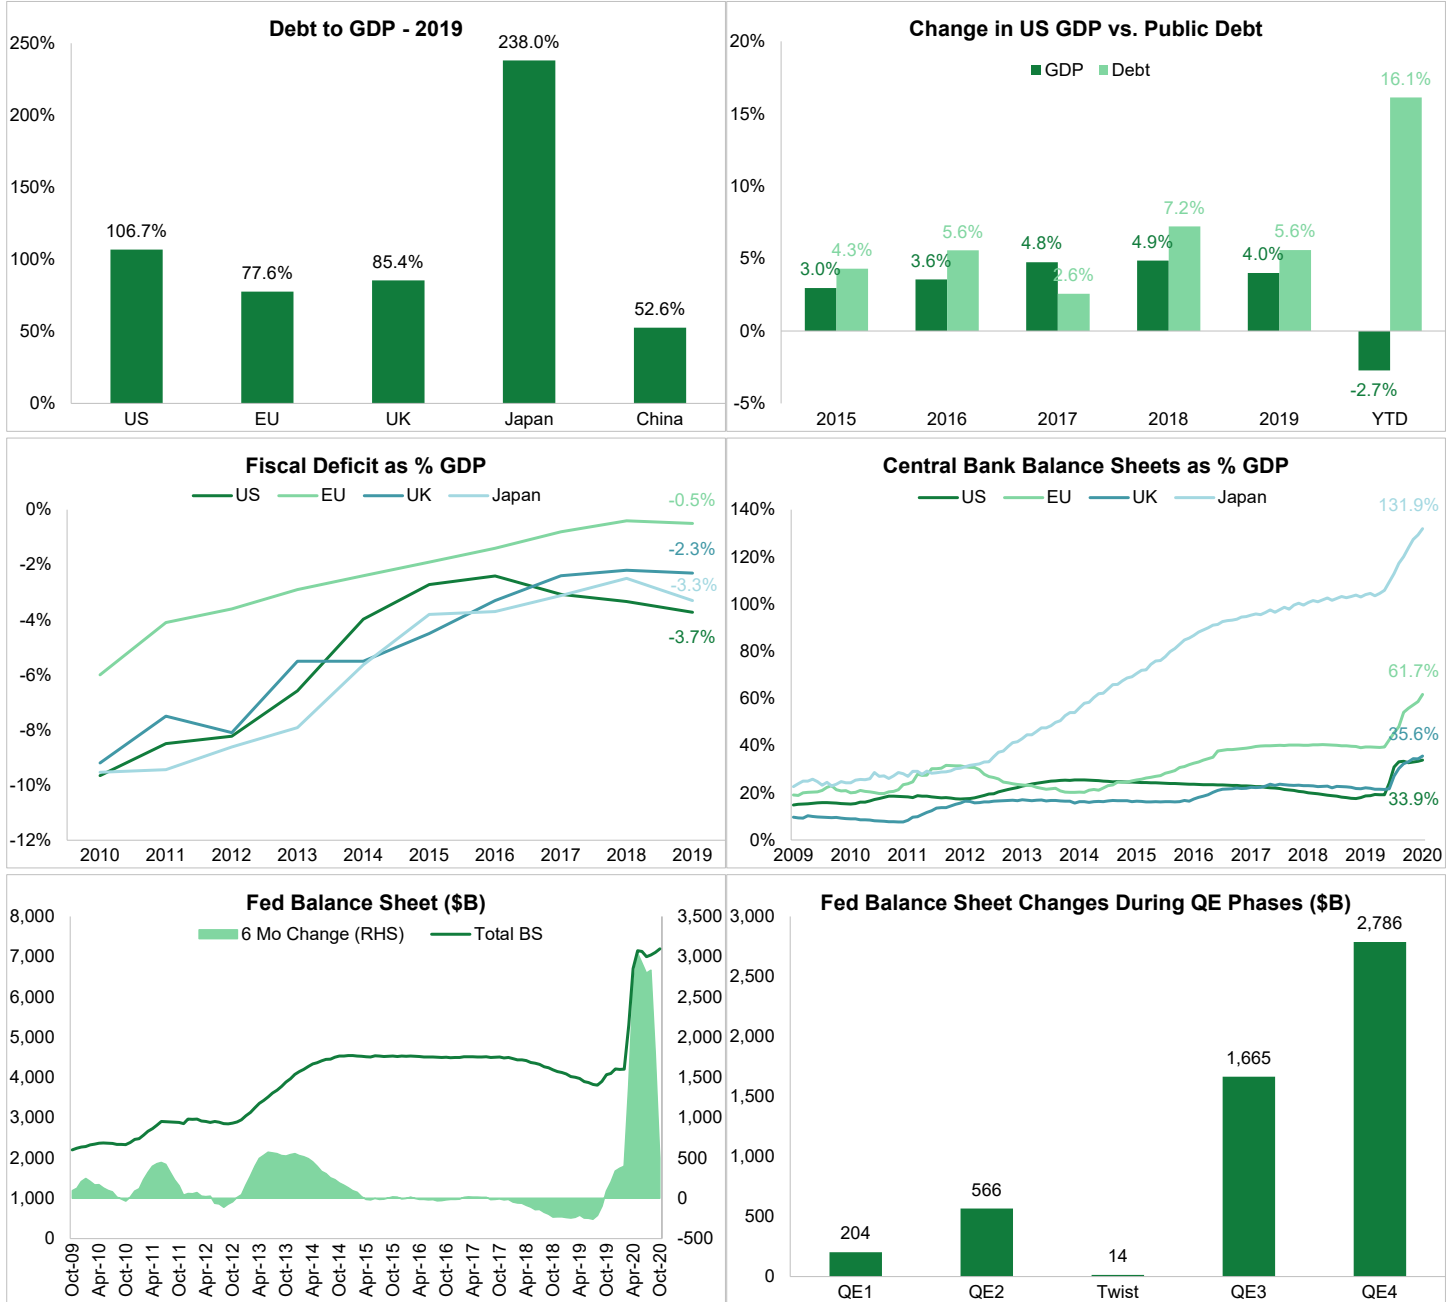 Debt to GDP - 2019
250%
200%
150%
100%
50%
0%
106.7%
77.6%
85.4%
238.0%
52.6%
US EU UK Japan China
Change in US GDP vs. Public Debt
GDP Debt
20%
15%
10%
5%
0%
-5%
3.0%
4.3%
3.6%
5.6%
4.8%
2.6%
4.9%
7.2%
4.0%
5.6%
-2.7%
16.1%
2015 2016 2017 2018 2019 YTD
Fiscal Deficit as % GDP
US EU UK Japan
0%
-2%
-4%
-6%
-8%
-10%
-12%
-0.5%
-2.3%
-3.3%
-3.7%
2010 2011 2012 2013 2014 2015 2016 2017 2018 2019
Central Bank Balance Sheets as % GDP
US EU UK Japan
140%
120%
100%
80%
60%
40%
20%
0%
131.9%
61.7%
35.6%
33.9%
2009 2010 2011 2012 2013 2014 2015 2016 2017 2018 2019 2020
Fed Balance Sheet ($B)
6 Mo Change (RHS) Total BS
8,000
7,000
6,000
5,000
4,000
3,000
2,000
1,000
0
3,500
3,000
2,500
2,000
1,500
1,000
500
0
-500
Oct-09
Apr-10
Oct-10
Apr-11
Oct-11
Apr-12
Oct-12
Apr-13
Oct-13
Apr-14
Oct-14
Apr-15
Oct-15
Apr-16
Oct-16
Apr-17
Oct-17
Apr-18
Oct-18
Apr-19
Oct-19
Apr-20
Oct-20
Fed Balance Sheet Changes During QE Phases ($B)
3,000
2,500
2,000
1,500
1,000
500
0
204
566
14
1,665
2,786
QE1 QE2 Twist QE3 QE4